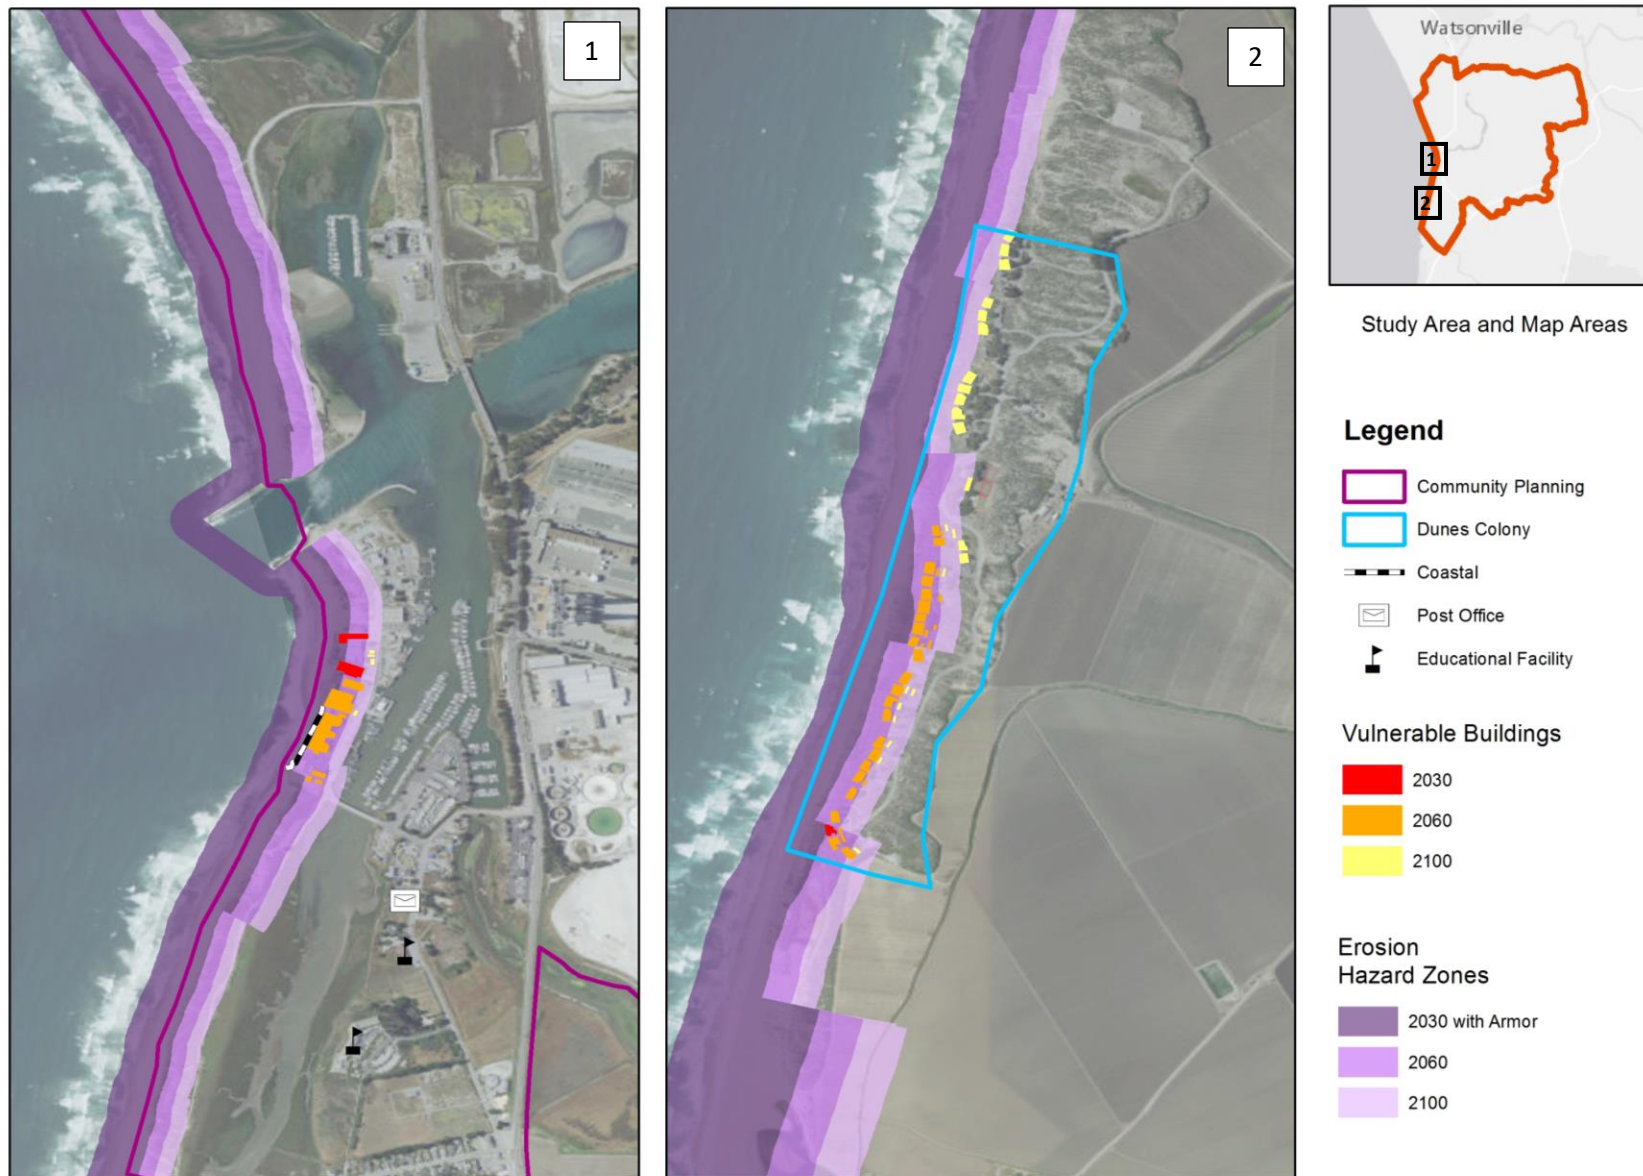 1
2
Watsonville
1
2
Study Area and Map Areas
Legend
Community Planning
Dunes Colony
Coastal
Post Office
Educational Facility
Vulnerable Buildings
2030
2060
2100
Erosion
Hazard Zones
2030 with Armor
2060
2100